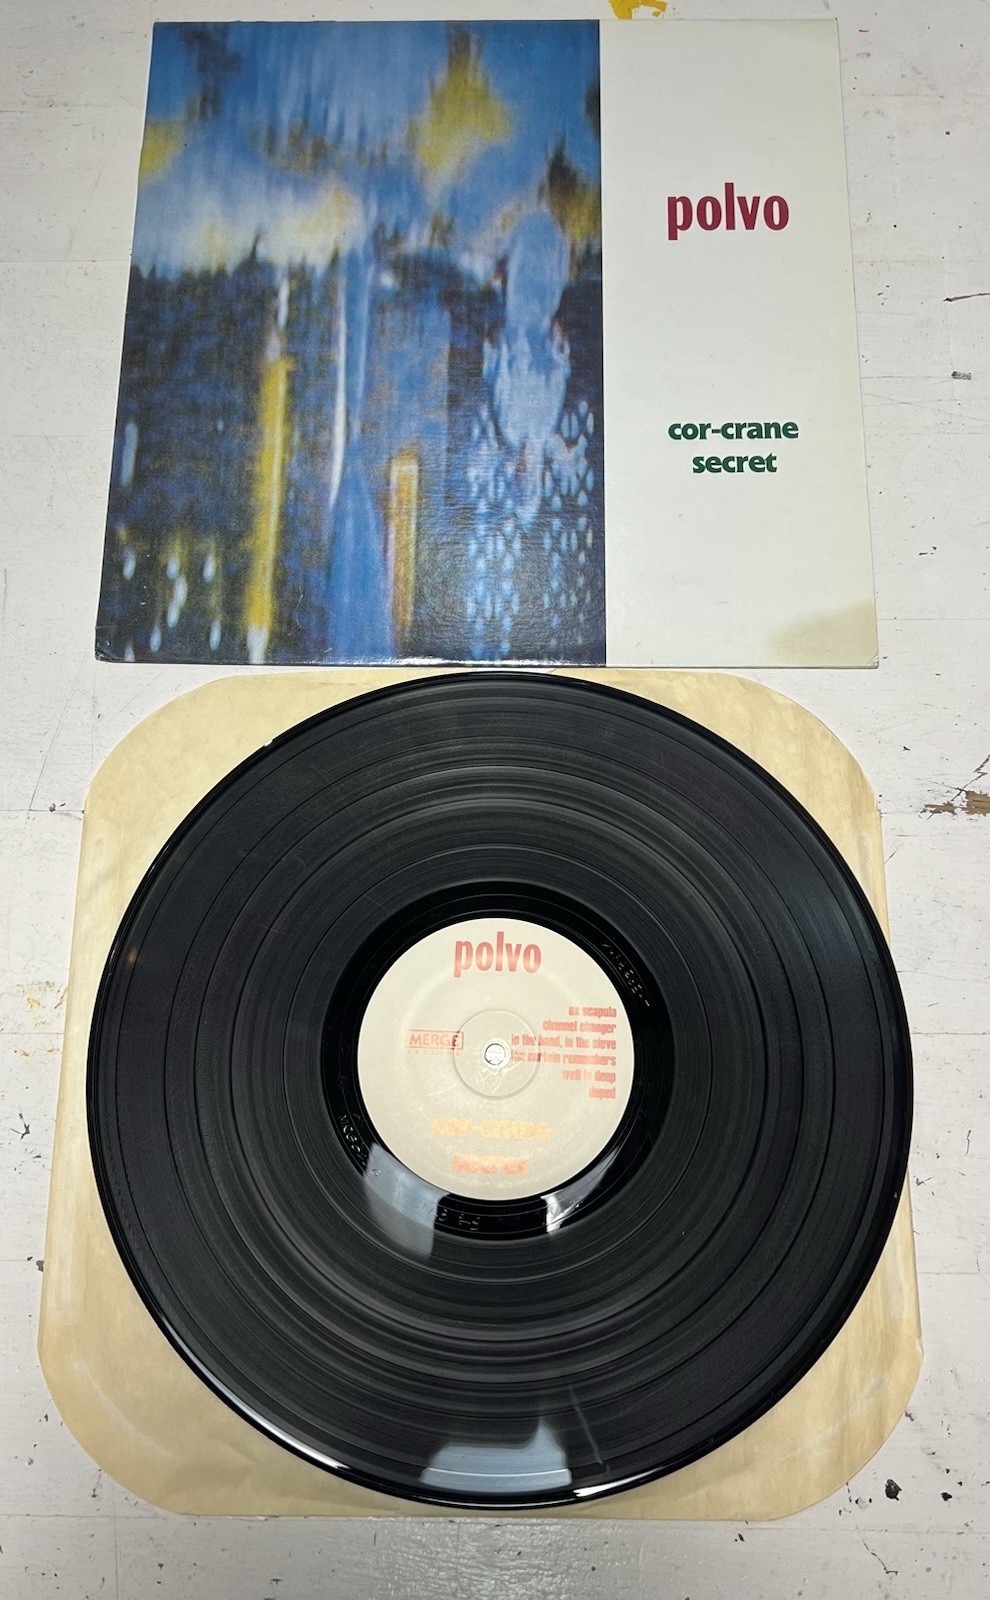 polvo
cor-crane
secret
polvo
ox scapula
channel changer
MERGE
in the hand, in the sieve
the curtain remembers
well is deep
duped
cor-crane
secret